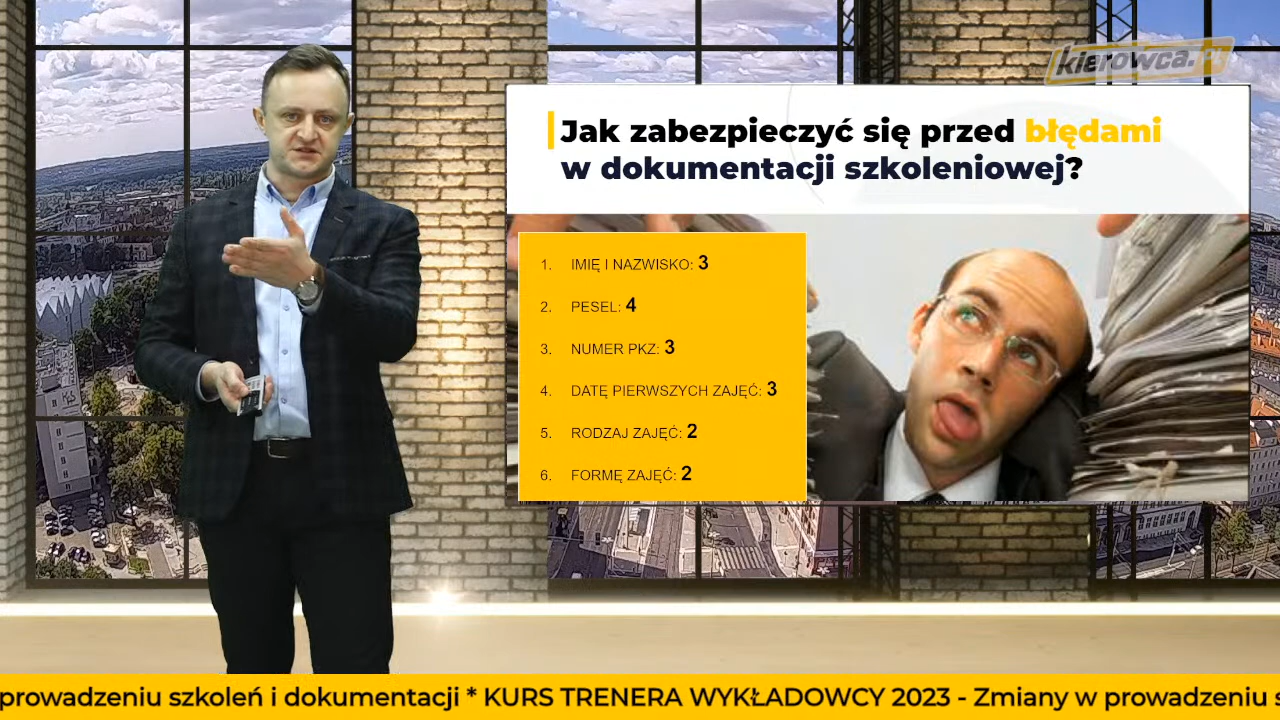 kierowca.pl
Jak zabezpieczyć się przed błędami
w dokumentacji szkoleniowej?
1. IMIĘ I NAZWISKO: 3
2. PESEL: 4
3. NUMER PKZ: 3
4. DATĘ PIERWSZYCH ZAJĘĆ: 3
5. RODZAJ ZAJĘĆ: 2
6. FORMĘ ZAJĘĆ: 2
prowadzeniu szkoleń i dokumentacji * KURS TRENERA WYKŁADOWCY 2023 - Zmiany w prowadzeniu s